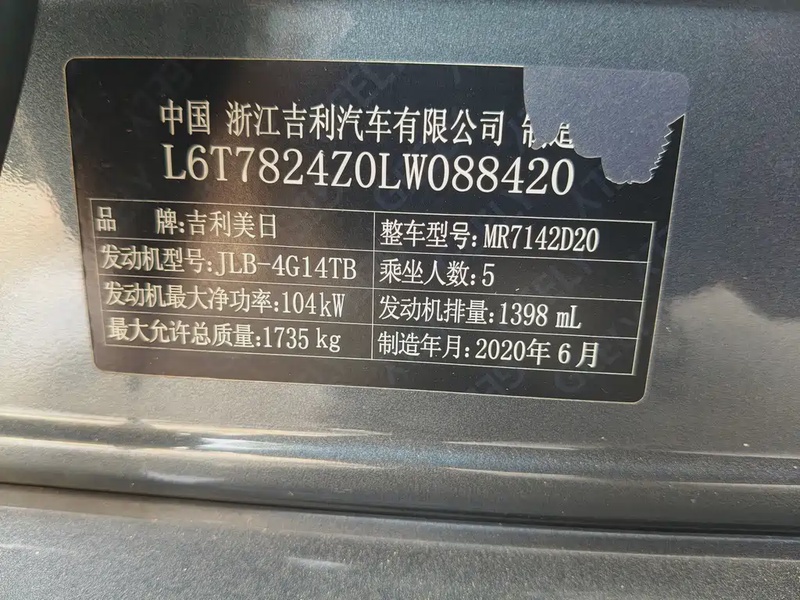 中国 浙江吉利汽车有限公司 制造
L6T7824Z0LW088420
品 牌:吉利美日
整车型号:MR7142D20
发动机型号:JLB-4G14TB
乘坐人数:5
发动机最大净功率:104kW
发动机排量:1398 mL
最大允许总质量:1735 kg
制造年月:2020年6月